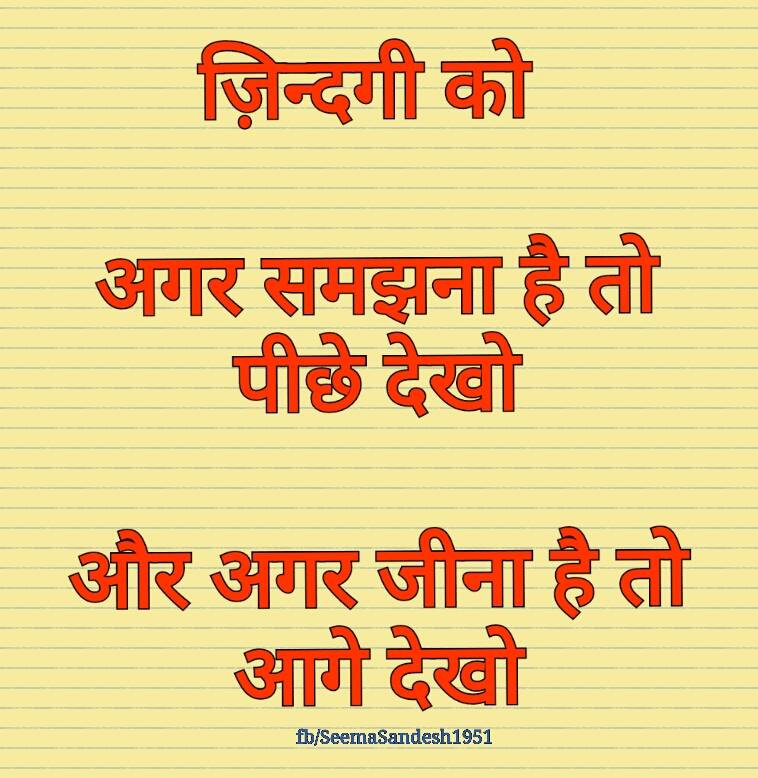 ज़िन्दगी को
अगर समझना है तो
पीछे देखो
और अगर जीना है तो
आगे देखो
fb/SeemaSandesh1951